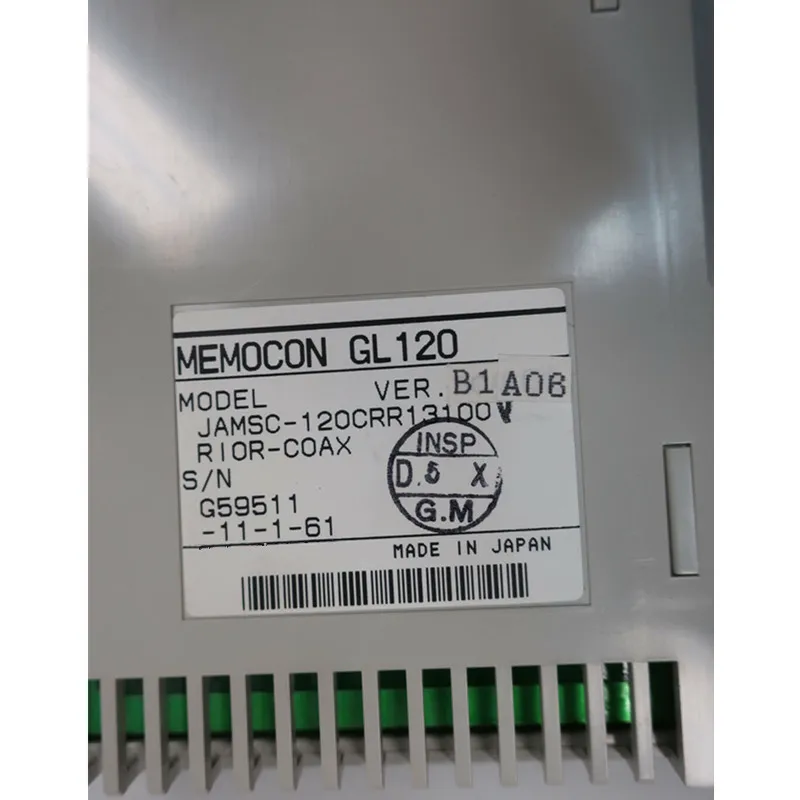 MEMOCON GL120
MODEL VER. B1A06
JAMSC-120CRR13100
RIOR-COAX
S/N
G59511
-11-1-61
INSP
D.5 X
G.M
MADE IN JAPAN